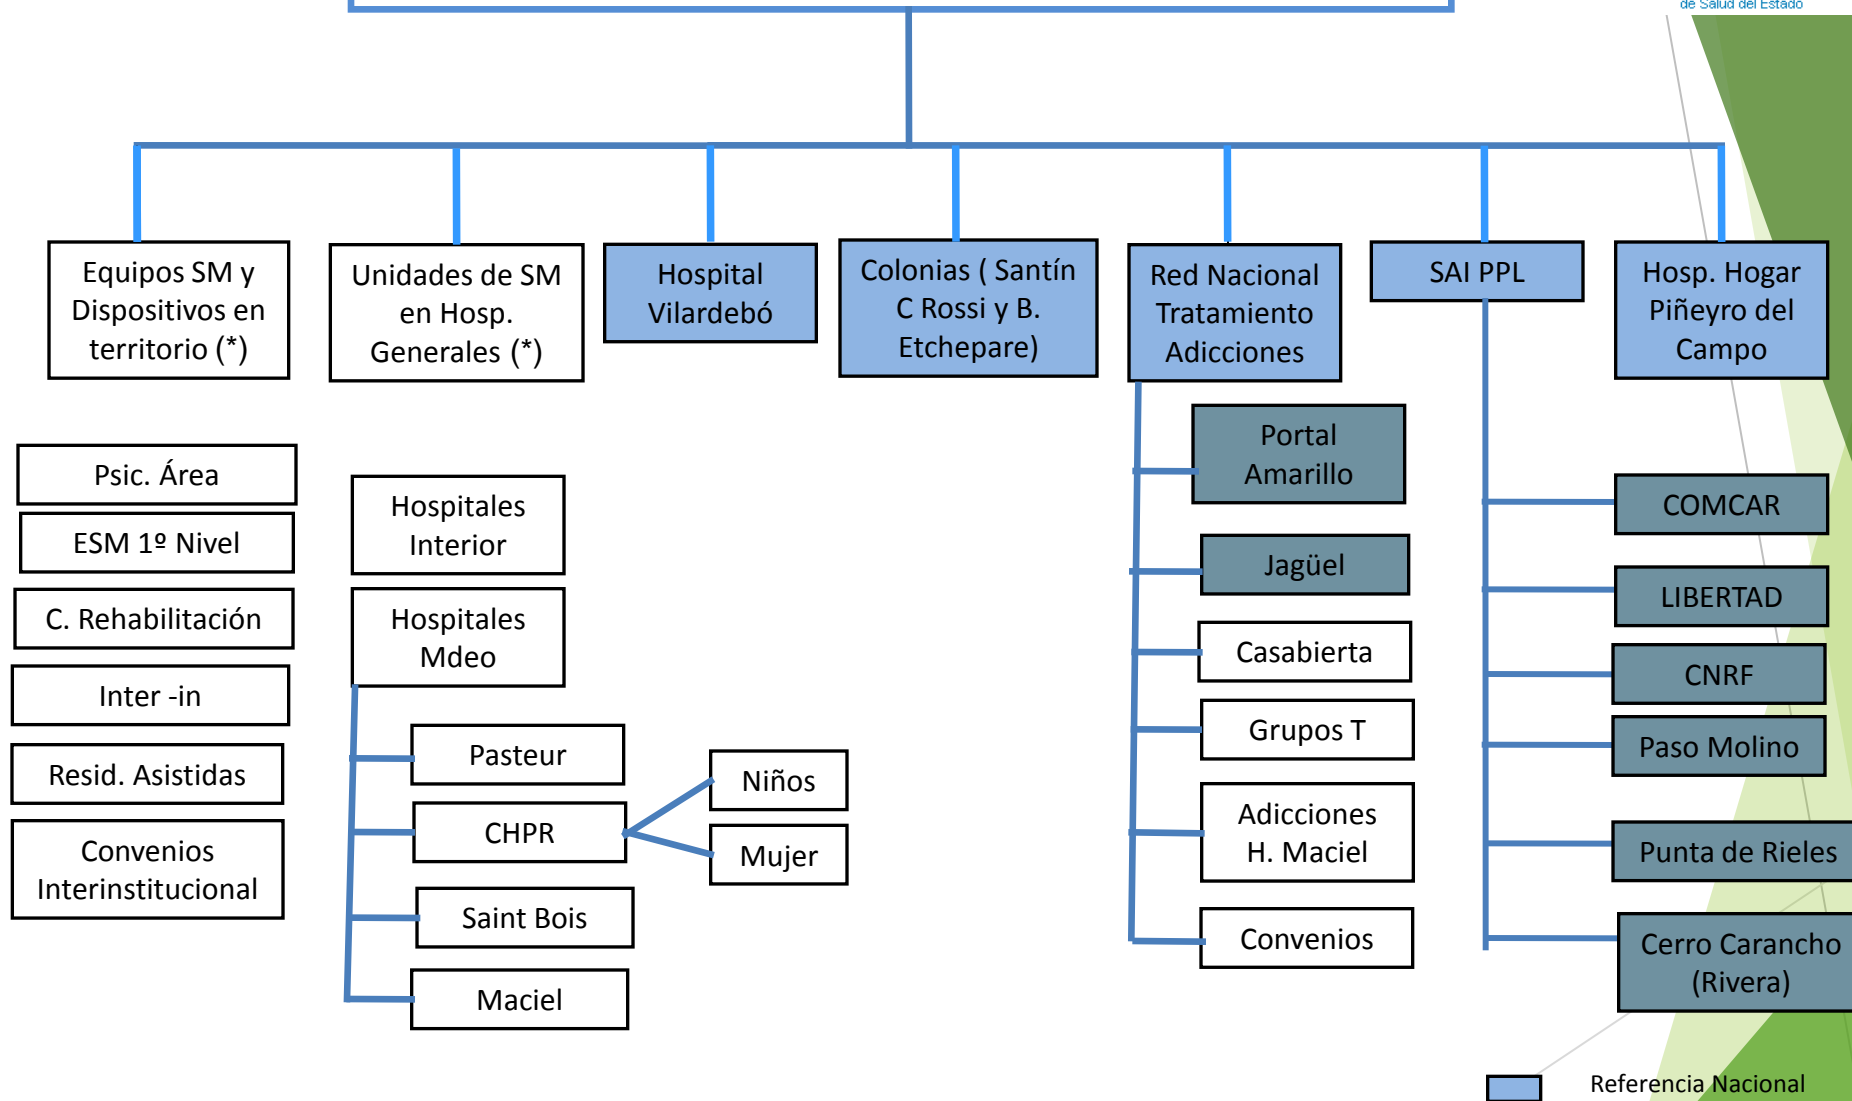 de Salud del Estado
Equipos SM y
Dispositivos en
territorio (*)
Unidades de SM
en Hosp.
Generales (*)
Hospital
Vilardebó
Colonias ( Santín
C Rossi y B.
Etchepare)
Red Nacional
Tratamiento
Adicciones
SAI PPL
Hosp. Hogar
Piñeyro del
Campo
Psic. Área
ESM 1º Nivel
C. Rehabilitación
Inter -in
Resid. Asistidas
Convenios
Interinstitucional
Hospitales
Interior
Hospitales
Mdeo
Pasteur
CHPR
Saint Bois
Maciel
Niños
Mujer
Portal
Amarillo
Jagüel
Casabierta
Grupos T
Adicciones
H. Maciel
Convenios
COMCAR
LIBERTAD
CNRF
Paso Molino
Punta de Rieles
Cerro Carancho
(Rivera)
Referencia Nacional